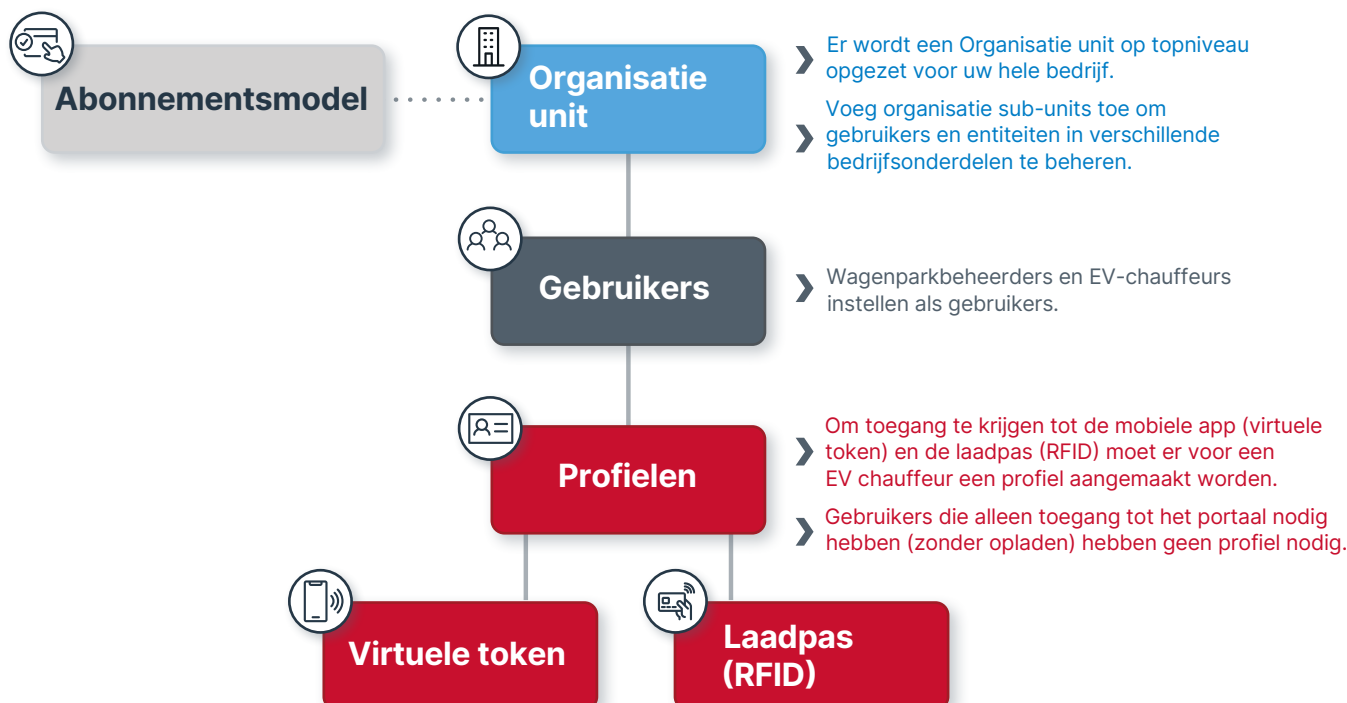 Abonnementsmodel
Organisatie
unit
Er wordt een Organisatie unit op topniveau
opgezet voor uw hele bedrijf.
Voeg organisatie sub-units toe om
gebruikers en entiteiten in verschillende
bedrijfsonderdelen te beheren.
Gebruikers
Wagenparkbeheerders en EV-chauffeurs
instellen als gebruikers.
Profielen
Om toegang te krijgen tot de mobiele app (virtuele
token) en de laadpas (RFID) moet er voor een
EV chauffeur een profiel aangemaakt worden.
Gebruikers die alleen toegang tot het portaal nodig
hebben (zonder opladen) hebben geen profiel nodig.
Virtuele token
Laadpas
(RFID)